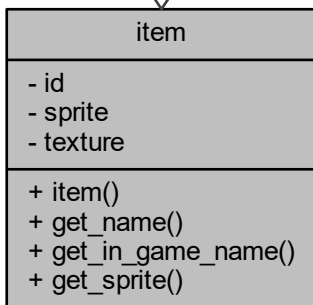 item
- id
- sprite
- texture
+ item()
+ get_name()
+ get_in_game_name()
+ get_sprite()